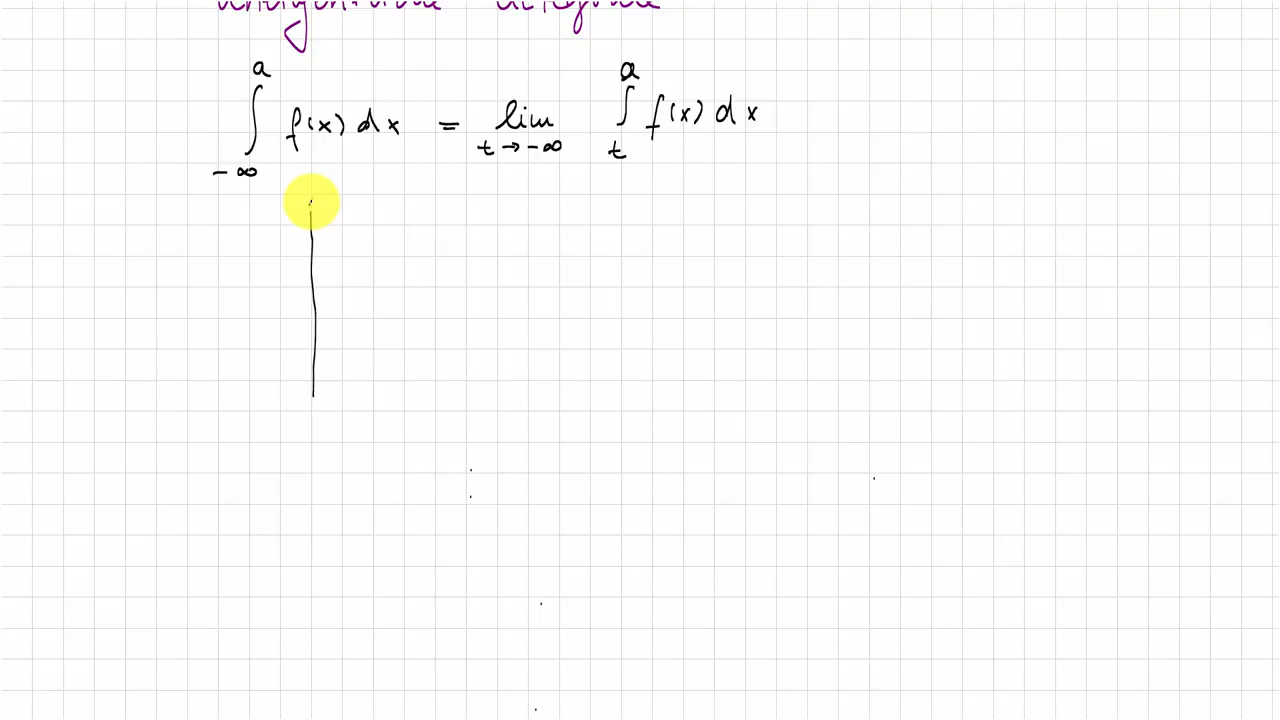 ∫_{-∞}^{a} f(x) dx = lim_{t→-∞} ∫_{t}^{a} f(x) dx